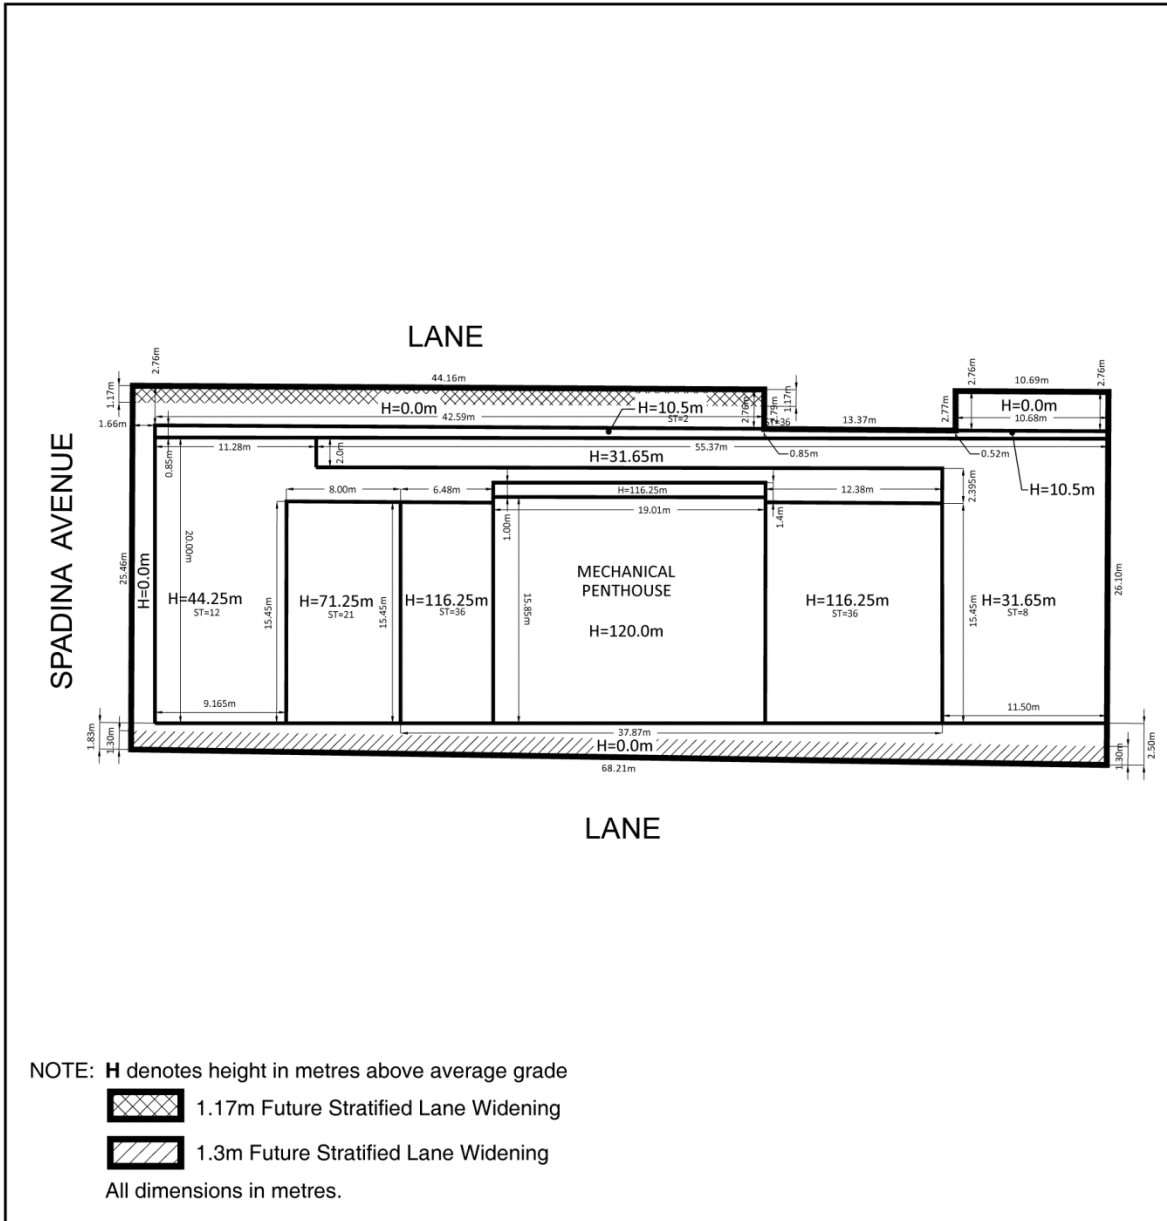 LANE
2.76m
44.16m
2.76m
10.69m
2.76m
1.17m
H=0.0m
42.59m
H=10.5m
ST=2
2.76m
2.79m
1.17m
ST=36
13.37m
2.77m
H=0.0m
10.68m
1.66m
11.28m
0.85m
2.0m
55.37m
H=31.65m
0.85m
0.52m
H=10.5m
8.00m
6.48m
H=116.25m
19.01m
12.38m
1.4m
2.395m
1.00m
SPADINA AVENUE
25.46m
H=0.0m
20.00m
H=44.25m
ST=12
15.45m
H=71.25m
ST=21
15.45m
H=116.25m
ST=36
15.85m
MECHANICAL
PENTHOUSE
H=120.0m
H=116.25m
ST=36
15.45m
H=31.65m
ST=8
26.10m
9.165m
11.50m
1.83m
1.30m
37.87m
H=0.0m
68.21m
1.30m
2.50m
LANE
NOTE: H denotes height in metres above average grade
1.17m Future Stratified Lane Widening
1.3m Future Stratified Lane Widening
All dimensions in metres.